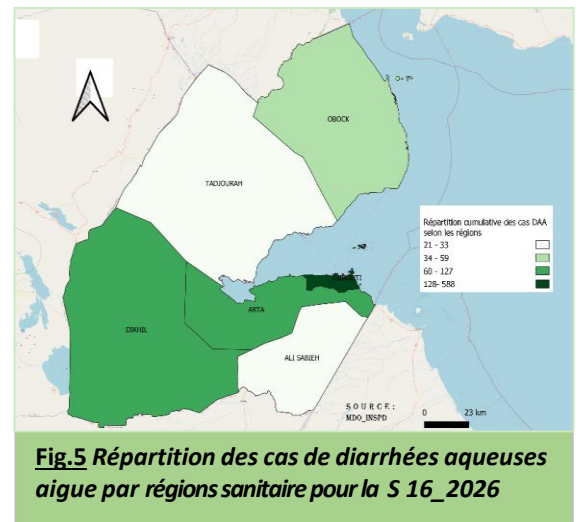 OBOCK
TADJOURAH
Répartition cumulative des cas DAA
selon les régions
21 - 33
34 - 59
60 - 127
128- 588
ARTA
DIKHIL
ALI SABIEH
SOURCE:
MDO_INSPD
0 23 km
Fig.5 Répartition des cas de diarrhées aqueuses
aigue par régions sanitaire pour la S 16_2026